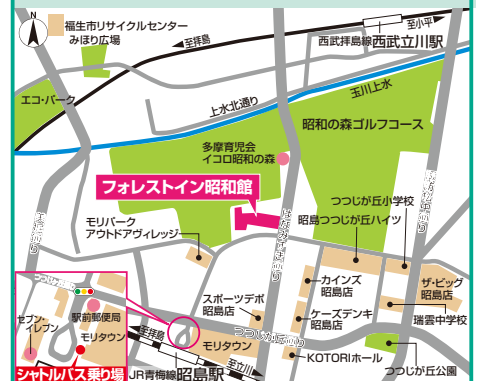 N
福生市リサイクルセンター
みほり広場
至拝島
至小平
西武拝島線西武立川駅
エコ・パーク
上水北通り
玉川上水
昭和の森ゴルフコース
多摩育児会
イコロ昭和の森
フォレストイン昭和館
つつじが丘小学校
昭島つつじが丘ハイツ
モリパーク
アウトドアヴィレッジ
カインズ
昭島店
ザ・ビッグ
昭島店
スポーツデポ
昭島店
ケーズデンキ
昭島店
瑞雲中学校
つつじが丘通り
セブン-
イレブン
駅前郵便局
モリタウン
モリタウン
至拝島
至立川
KOTORIホール
つつじが丘公園
シャトルバス乗り場
JR青梅線昭島駅